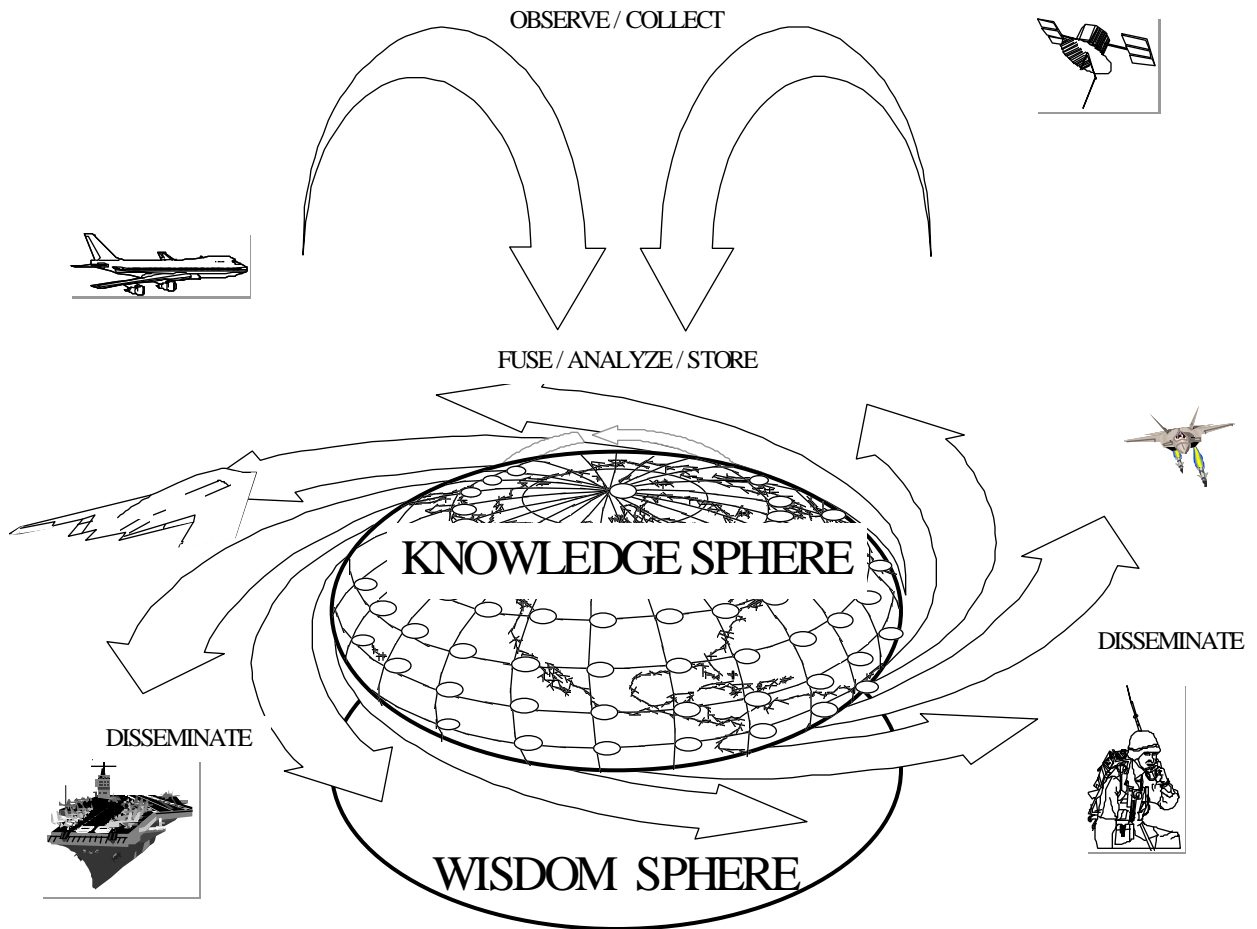 OBSERVE / COLLECT
FUSE / ANALYZE / STORE
KNOWLEDGE SPHERE
DISSEMINATE
DISSEMINATE
WISDOM SPHERE